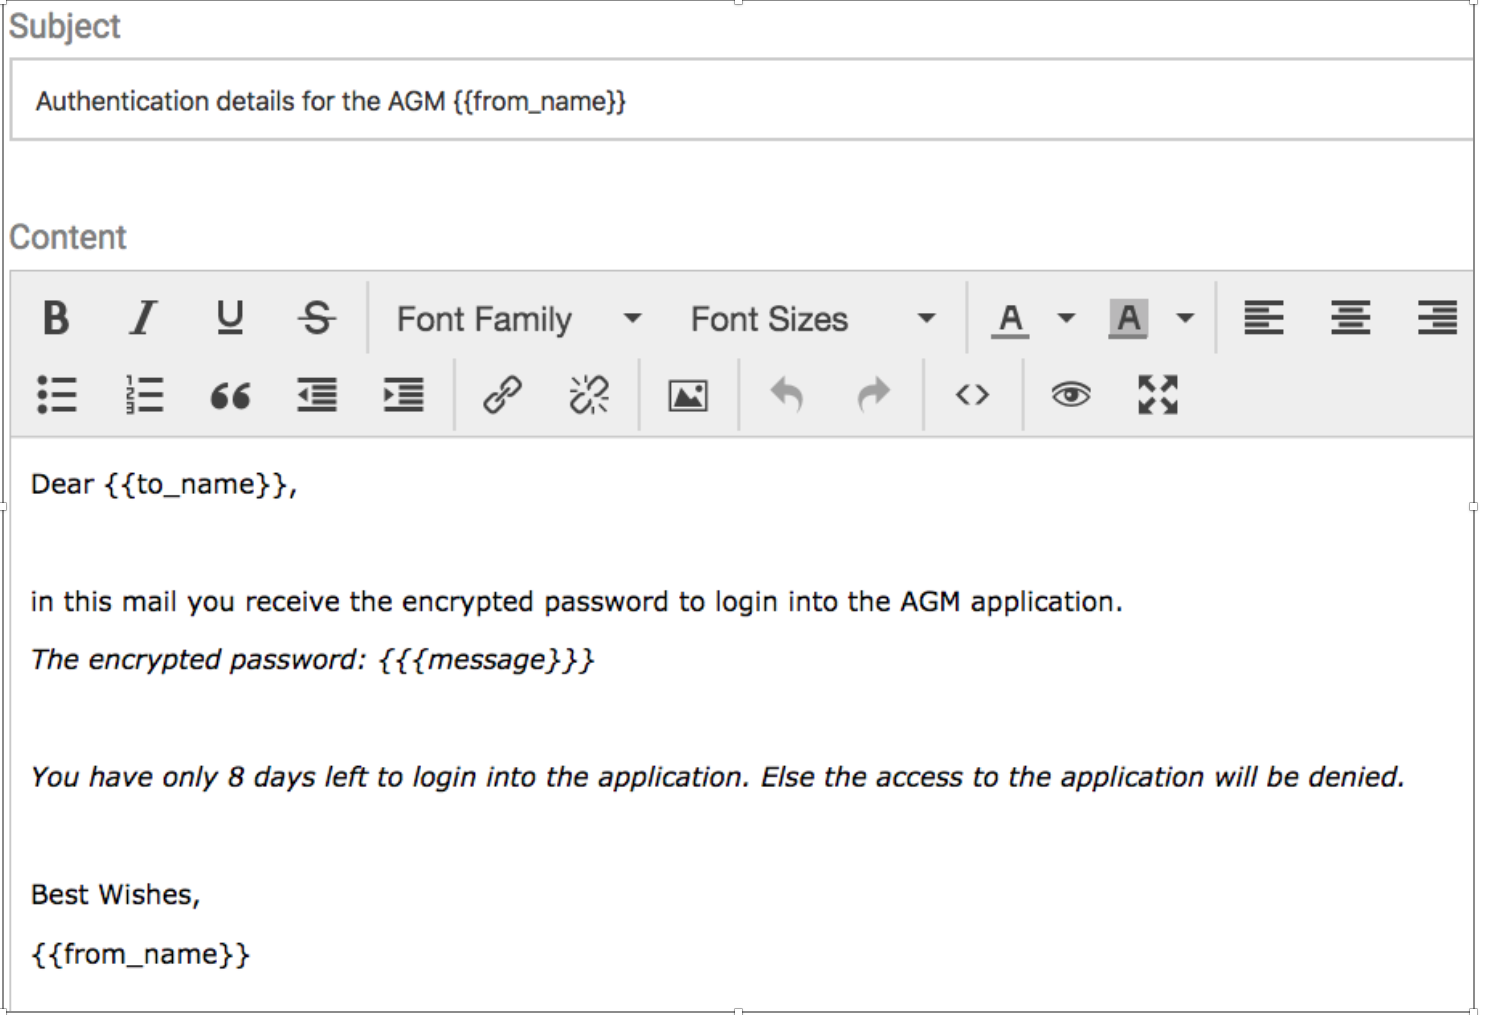 Subject
Authentication details for the AGM {{from_name}}
Content
B I U S Font Family Font Sizes A A
Dear {{to_name}},
in this mail you receive the encrypted password to login into the AGM application.
The encrypted password: {{{message}}}
You have only 8 days left to login into the application. Else the access to the application will be denied.
Best Wishes,
{{from_name}}